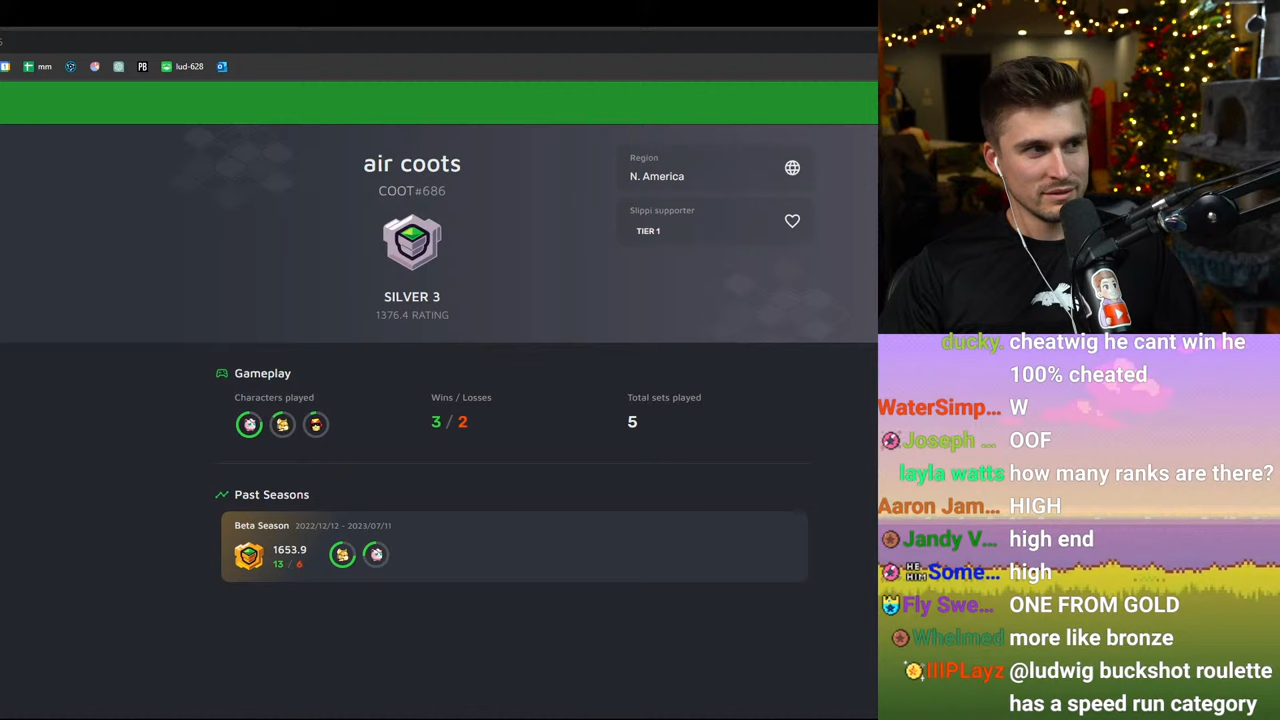 mm
PB
lud-628
air coots
COOT#686
SILVER 3
1376.4 RATING
Region
N. America
Slippi supporter
TIER 1
Gameplay
Characters played
Wins / Losses
Total sets played
3 / 2
5
Past Seasons
Beta Season 2022/12/12 - 2023/07/11
1653.9
13 / 6
ducky. cheatwig he cant win he
100% cheated
WaterSimp... W
Joseph ... OOF
layla watts how many ranks are there?
Aaron Jam... HIGH
Jandy V... high end
HE HIM Some... high
Fly Swe... ONE FROM GOLD
Whelmed more like bronze
IIIPLayz @ludwig buckshot roulette
has a speed run category